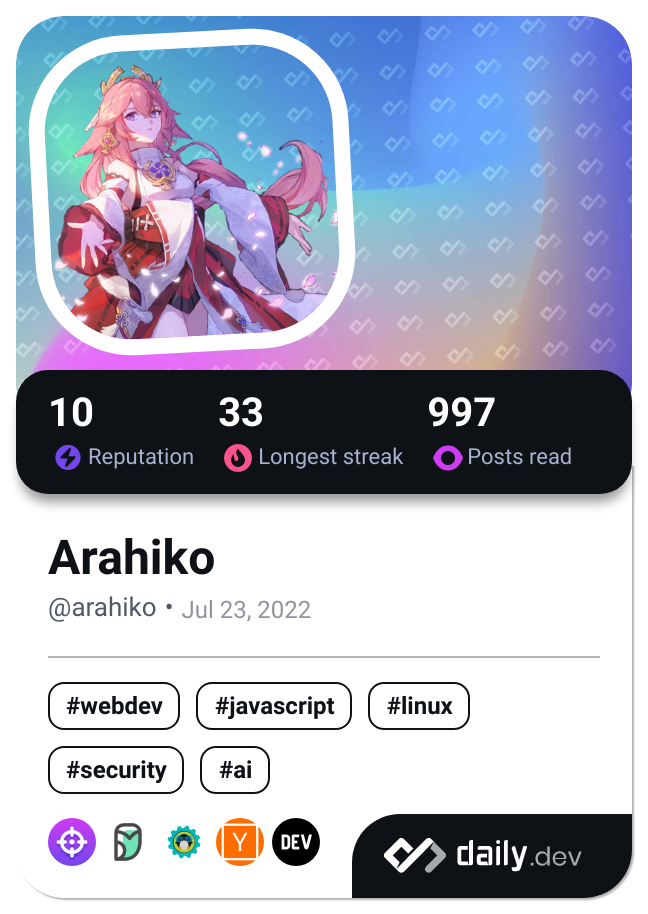 10 33 997
Reputation Longest streak Posts read
Arahiko
@arahiko • Jul 23, 2022
#webdev #javascript #linux
#security #ai
Y DEV
daily.dev